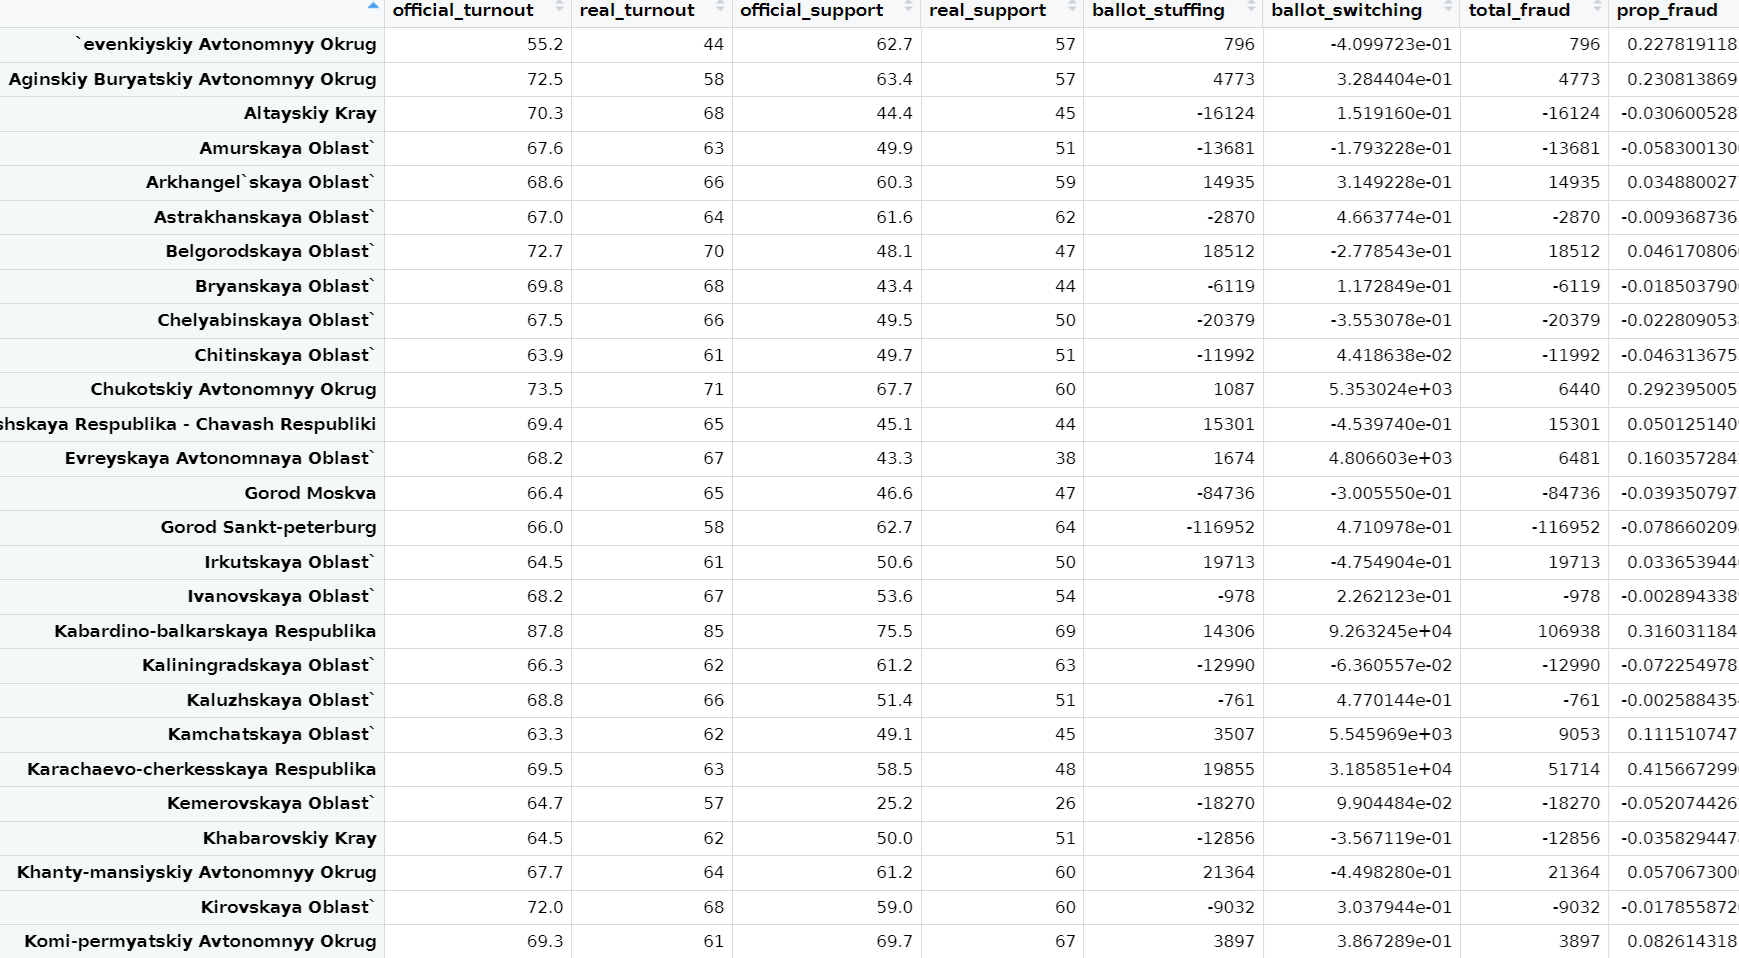 official_turnout real_turnout official_support real_support ballot_stuffing ballot_switching total_fraud prop_fraud
`evenkiyskiy Avtonomnyy Okrug 55.2 44 62.7 57 796 -4.099723e-01 796 0.227819118
Aginskiy Buryatskiy Avtonomnyy Okrug 72.5 58 63.4 57 4773 3.284404e-01 4773 0.230813869
Altayskiy Kray 70.3 68 44.4 45 -16124 1.519160e-01 -16124 -0.030600528
Amurskaya Oblast` 67.6 63 49.9 51 -13681 -1.793228e-01 -13681 -0.058300130
Arkhangel`skaya Oblast` 68.6 66 60.3 59 14935 3.149228e-01 14935 0.034880027
Astrakhanskaya Oblast` 67.0 64 61.6 62 -2870 4.663774e-01 -2870 -0.009368736
Belgorodskaya Oblast` 72.7 70 48.1 47 18512 -2.778543e-01 18512 0.046170806
Bryanskaya Oblast` 69.8 68 43.4 44 -6119 1.172849e-01 -6119 -0.018503790
Chelyabinskaya Oblast` 67.5 66 49.5 50 -20379 -3.553078e-01 -20379 -0.022809053
Chitinskaya Oblast` 63.9 61 49.7 51 -11992 4.418638e-02 -11992 -0.046313675
Chukotskiy Avtonomnyy Okrug 73.5 71 67.7 60 1087 5.353024e+03 6440 0.292395005
shskaya Respublika - Chavash Respubliki 69.4 65 45.1 44 15301 -4.539740e-01 15301 0.050125140
Evreyskaya Avtonomnaya Oblast` 68.2 67 43.3 38 1674 4.806603e+03 6481 0.160357284
Gorod Moskva 66.4 65 46.6 47 -84736 -3.005550e-01 -84736 -0.039350797
Gorod Sankt-peterburg 66.0 58 62.7 64 -116952 4.710978e-01 -116952 -0.078660209
Irkutskaya Oblast` 64.5 61 50.6 50 19713 -4.754904e-01 19713 0.033653944
Ivanovskaya Oblast` 68.2 67 53.6 54 -978 2.262123e-01 -978 -0.002894338
Kabardino-balkarskaya Respublika 87.8 85 75.5 69 14306 9.263245e+04 106938 0.316031184
Kaliningradskaya Oblast` 66.3 62 61.2 63 -12990 -6.360557e-02 -12990 -0.072254978
Kaluzhskaya Oblast` 68.8 66 51.4 51 -761 4.770144e-01 -761 -0.002588435
Kamchatskaya Oblast` 63.3 62 49.1 45 3507 5.545969e+03 9053 0.111510747
Karachaevo-cherkesskaya Respublika 69.5 63 58.5 48 19855 3.185851e+04 51714 0.415667299
Kemerovskaya Oblast` 64.7 57 25.2 26 -18270 9.904484e-02 -18270 -0.052074426
Khabarovskiy Kray 64.5 62 50.0 51 -12856 -3.567119e-01 -12856 -0.035829447
Khanty-mansiyskiy Avtonomnyy Okrug 67.7 64 61.2 60 21364 -4.498280e-01 21364 0.057067300
Kirovskaya Oblast` 72.0 68 59.0 60 -9032 3.037944e-01 -9032 -0.017855872
Komi-permyatskiy Avtonomnyy Okrug 69.3 61 69.7 67 3897 3.867289e-01 3897 0.082614318